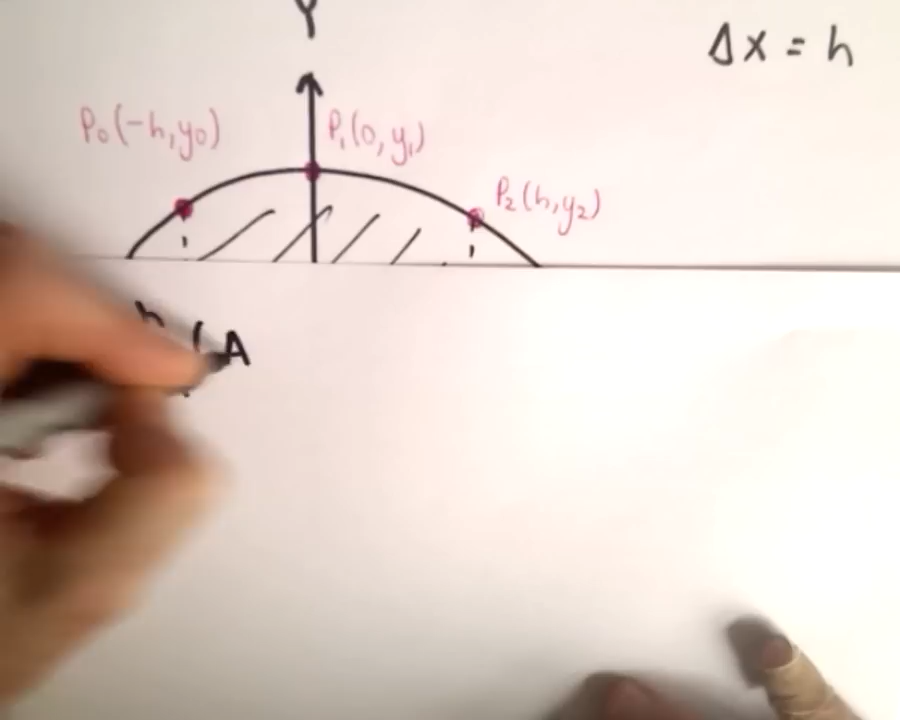 Y
Δx = h
P₀(-h, y0)
P₁(0, y₁)
P₂(h, y₂)
h
(A